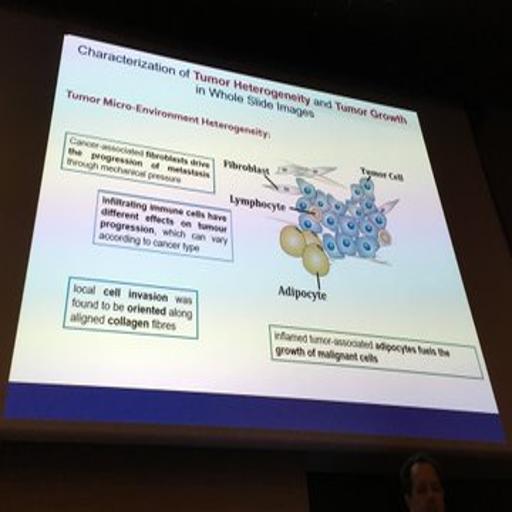 Characterization of Tumor Heterogeneity and Tumor Growth
in Whole Slide Images
Tumor Micro-Environment Heterogeneity:
Cancer-associated fibroblasts drive
the progression of metastasis
through mechanical pressure
Fibroblast
Tumor Cell
Lymphocyte
Infiltrating immune cells have
different effects on tumour
progression, which can vary
according to cancer type
Adipocyte
local cell invasion was
found to be oriented along
aligned collagen fibres
Inflamed tumor-associated adipocytes fuels the
growth of malignant cells